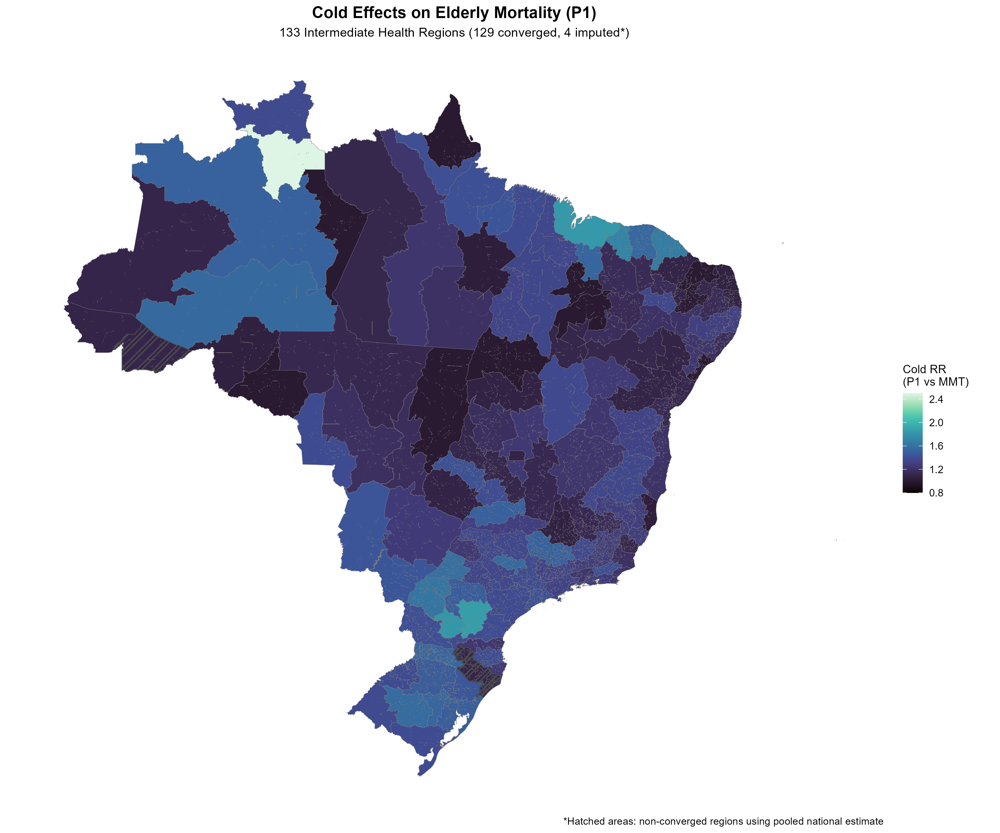 Cold Effects on Elderly Mortality (P1)
133 Intermediate Health Regions (129 converged, 4 imputed*)
Cold RR
(P1 vs MMT)
2.4
2.0
1.6
1.2
0.8
*Hatched areas: non-converged regions using pooled national estimate